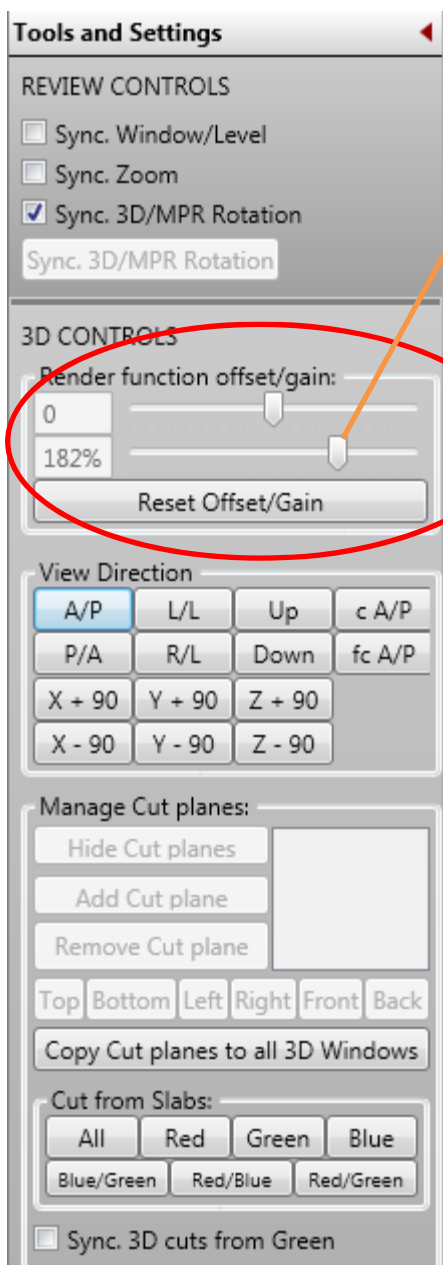 Tools and Settings
REVIEW CONTROLS
Sync. Window/Level
Sync. Zoom
Sync. 3D/MPR Rotation
Sync. 3D/MPR Rotation
3D CONTROLS
Render function offset/gain:
0
182%
Reset Offset/Gain
View Direction
A/P L/L Up c A/P
P/A R/L Down fc A/P
X + 90 Y + 90 Z + 90
X - 90 Y - 90 Z - 90
Manage Cut planes:
Hide Cut planes
Add Cut plane
Remove Cut plane
Top Bottom Left Right Front Back
Copy Cut planes to all 3D Windows
Cut from Slabs:
All Red Green Blue
Blue/Green Red/Blue Red/Green
Sync. 3D cuts from Green